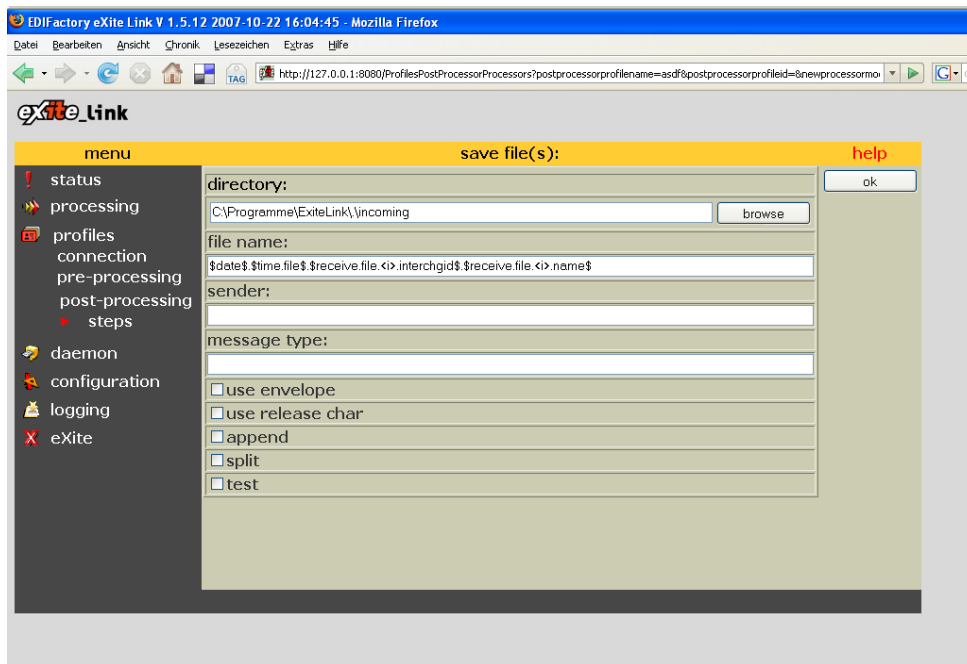 EDIFactory eXite Link V 1.5.12 2007-10-22 16:04:45 - Mozilla Firefox
Datei Bearbeiten Ansicht Chronik Lesezeichen Extras Hilfe
TAG http://127.0.0.1:8080/ProfilesPostProcessorProcessors?postprocessorprofilename=asdf&postprocessorprofileid=&newprocessormo G
eXite_link
menu save file(s): help
status
processing
profiles
connection
pre-processing
post-processing
steps
daemon
configuration
logging
eXite
directory:
C:\Programme\ExiteLink\.\incoming browse
file name:
$date$.$time.file$.$receive.file.<i>.interchgid$.$receive.file.<i>.name$
sender:
message type:
use envelope
use release char
append
split
test
ok